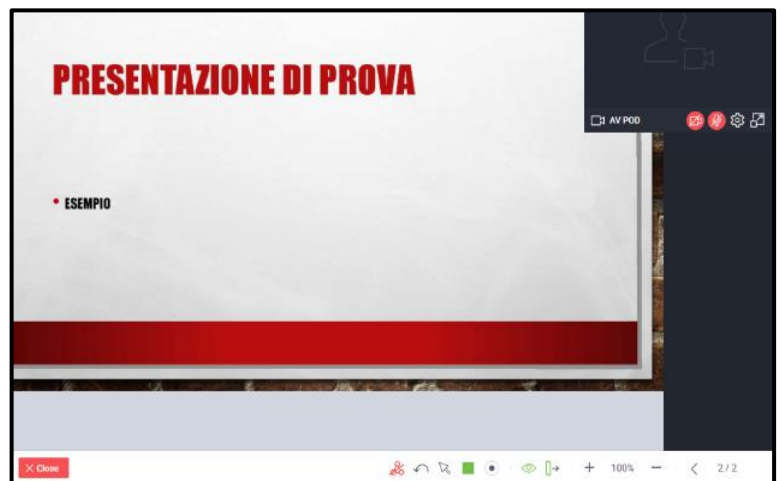 PRESENTAZIONE DI PROVA
AV POD
• ESEMPIO
Close
100%
2/2